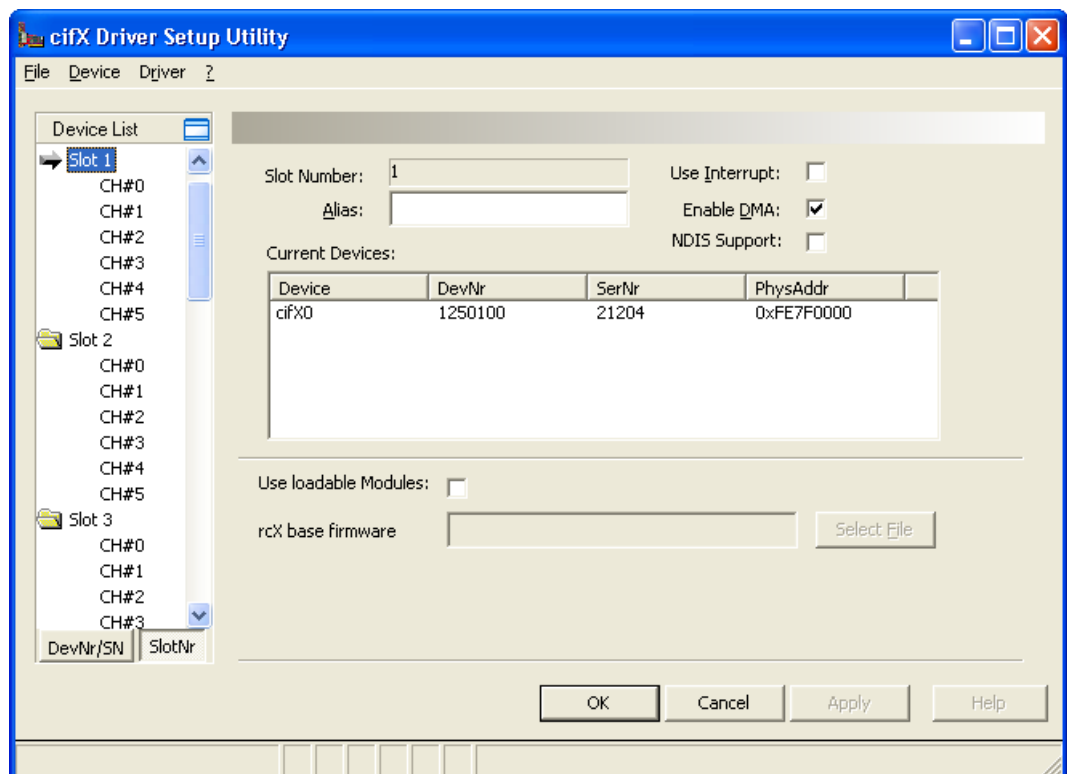 cifX Driver Setup Utility
File Device Driver ?
Device List
Slot 1
CH#0
CH#1
CH#2
CH#3
CH#4
CH#5
Slot 2
CH#0
CH#1
CH#2
CH#3
CH#4
CH#5
Slot 3
CH#0
CH#1
CH#2
CH#3
DevNr/SN SlotNr
Slot Number: 1
Alias:
Use Interrupt:
Enable DMA:
NDIS Support:
Current Devices:
Device DevNr SerNr PhysAddr
cifX0 1250100 21204 0xFE7F0000
Use loadable Modules:
rcX base firmware Select File
OK Cancel Apply Help